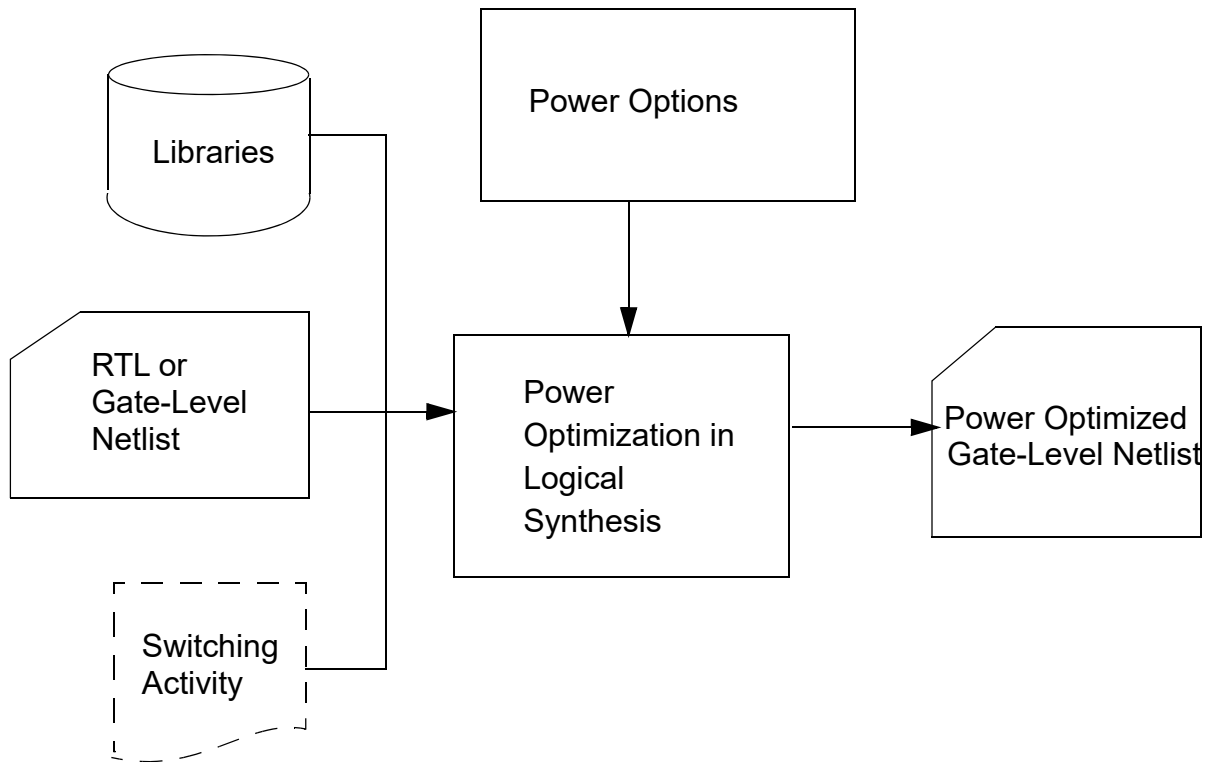 Power Options
Libraries
RTL or
Gate-Level
Netlist
Power
Optimization in
Logical
Synthesis
Power Optimized
Gate-Level Netlist
Switching
Activity